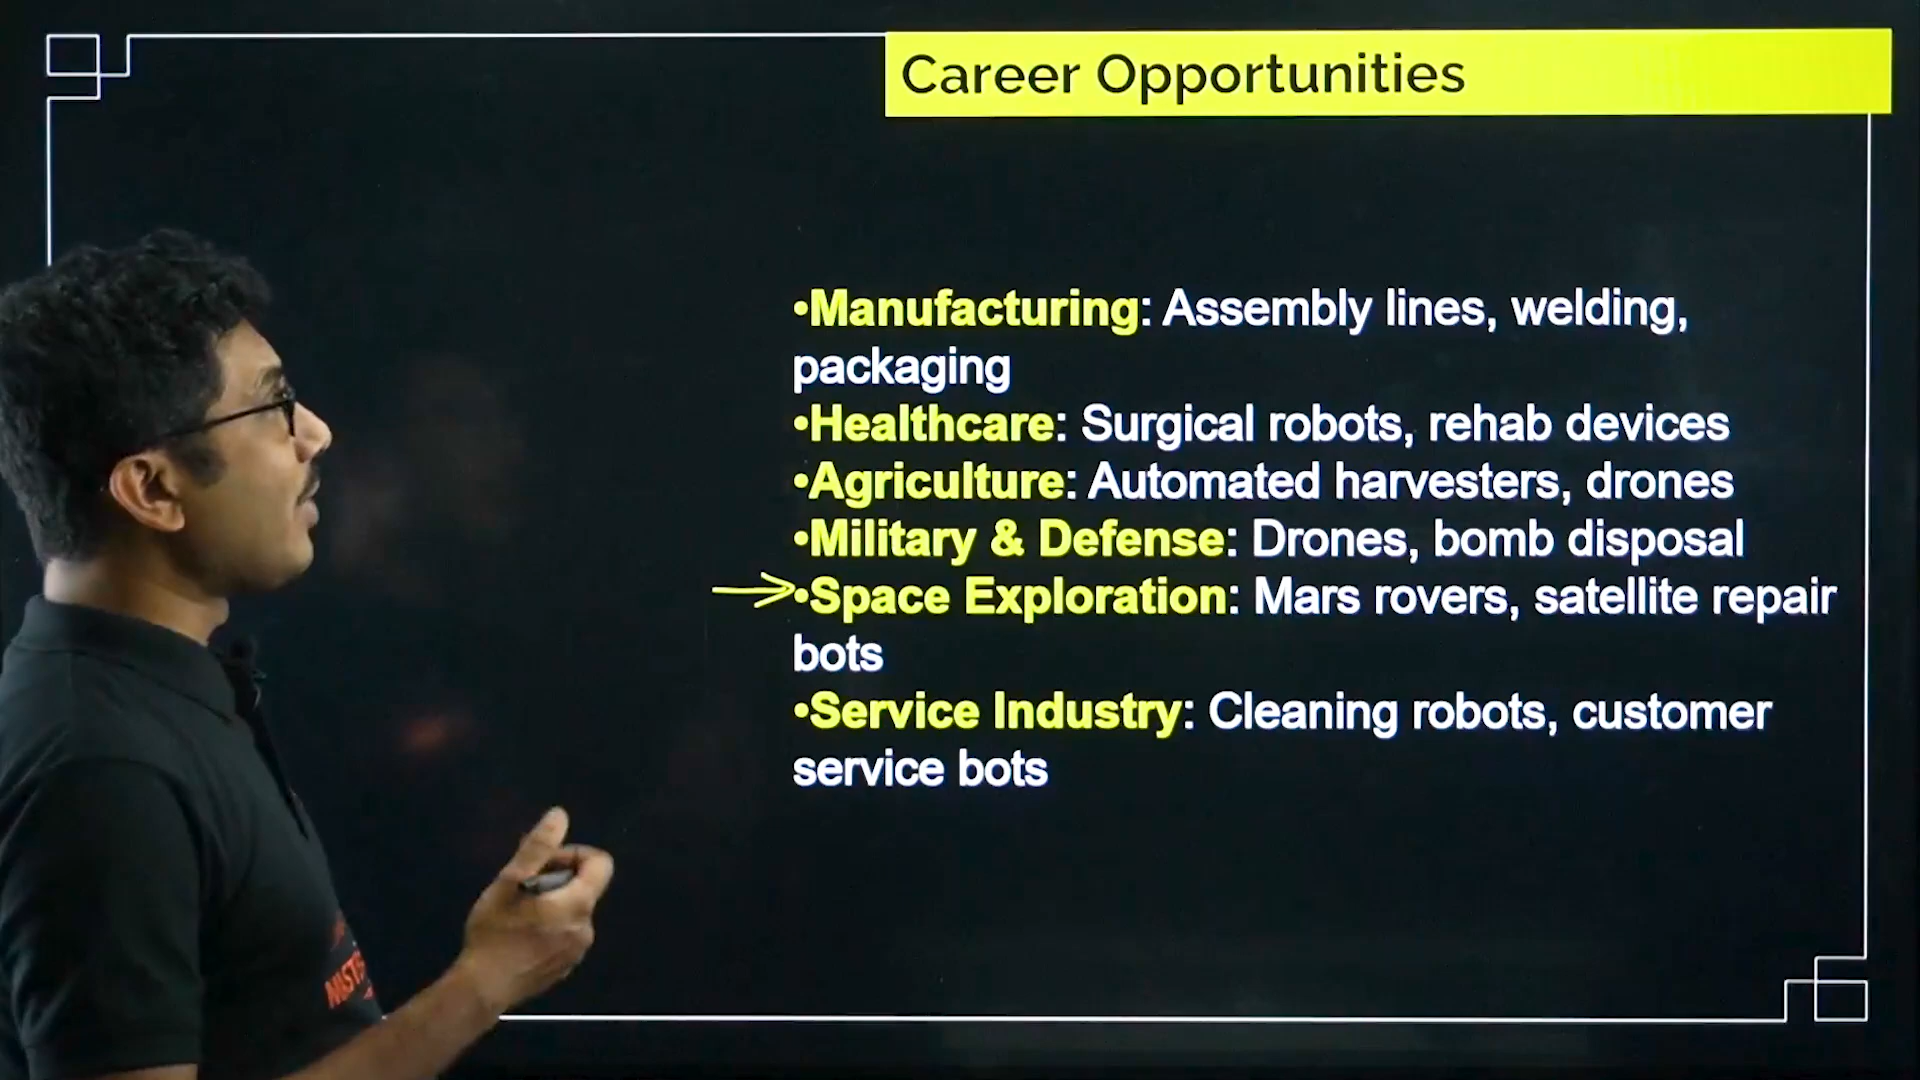 Career Opportunities
•Manufacturing: Assembly lines, welding,
packaging
•Healthcare: Surgical robots, rehab devices
•Agriculture: Automated harvesters, drones
•Military & Defense: Drones, bomb disposal
•Space Exploration: Mars rovers, satellite repair
bots
•Service Industry: Cleaning robots, customer
service bots